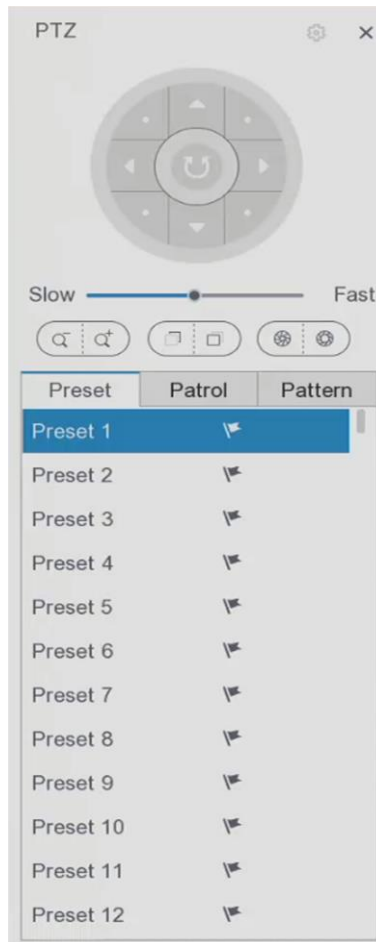 PTZ
Slow Fast
Preset Patrol Pattern
Preset 1
Preset 2
Preset 3
Preset 4
Preset 5
Preset 6
Preset 7
Preset 8
Preset 9
Preset 10
Preset 11
Preset 12